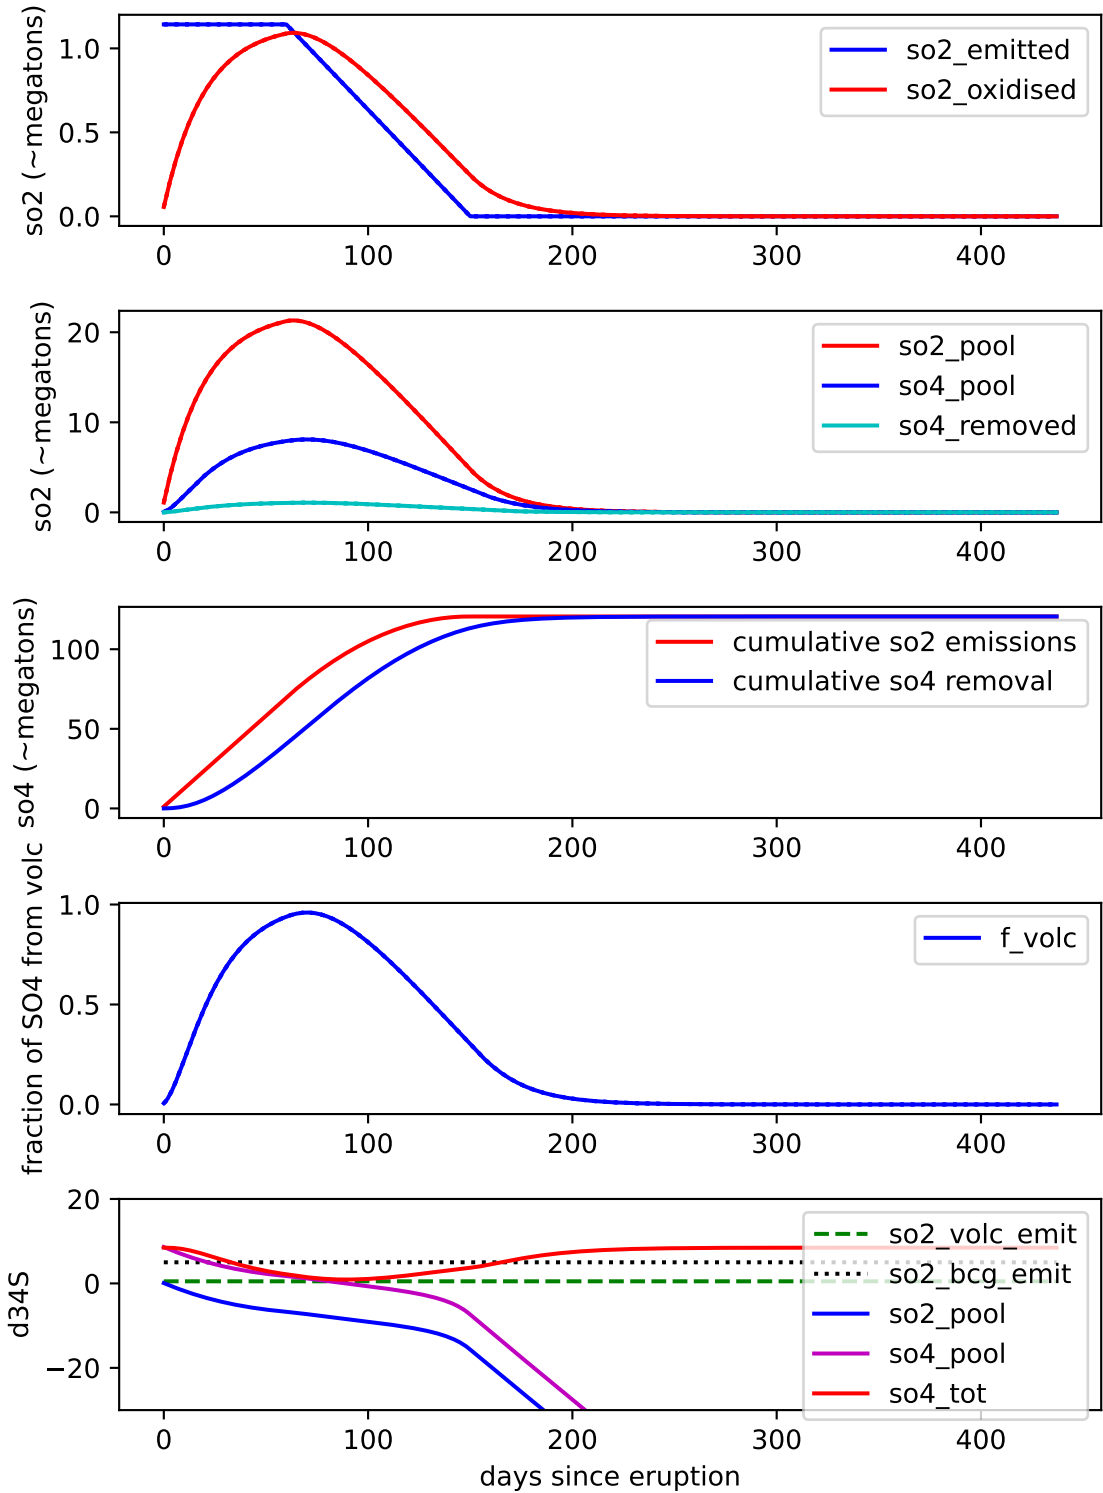 so2 (~megatons)
1.0
0.5
0.0
so2_emitted
so2_oxidised
0 100 200 300 400
so2 (~megatons)
20
10
0
so2_pool
so4_pool
so4_removed
0 100 200 300 400
so4 (~megatons)
100
50
0
cumulative so2 emissions
cumulative so4 removal
0 100 200 300 400
fraction of SO4 from volc
1.0
0.5
0.0
f_volc
0 100 200 300 400
d34S
20
0
−20
so2_volc_emit
so2_bcg_emit
so2_pool
so4_pool
so4_tot
0 100 200 300 400
days since eruption